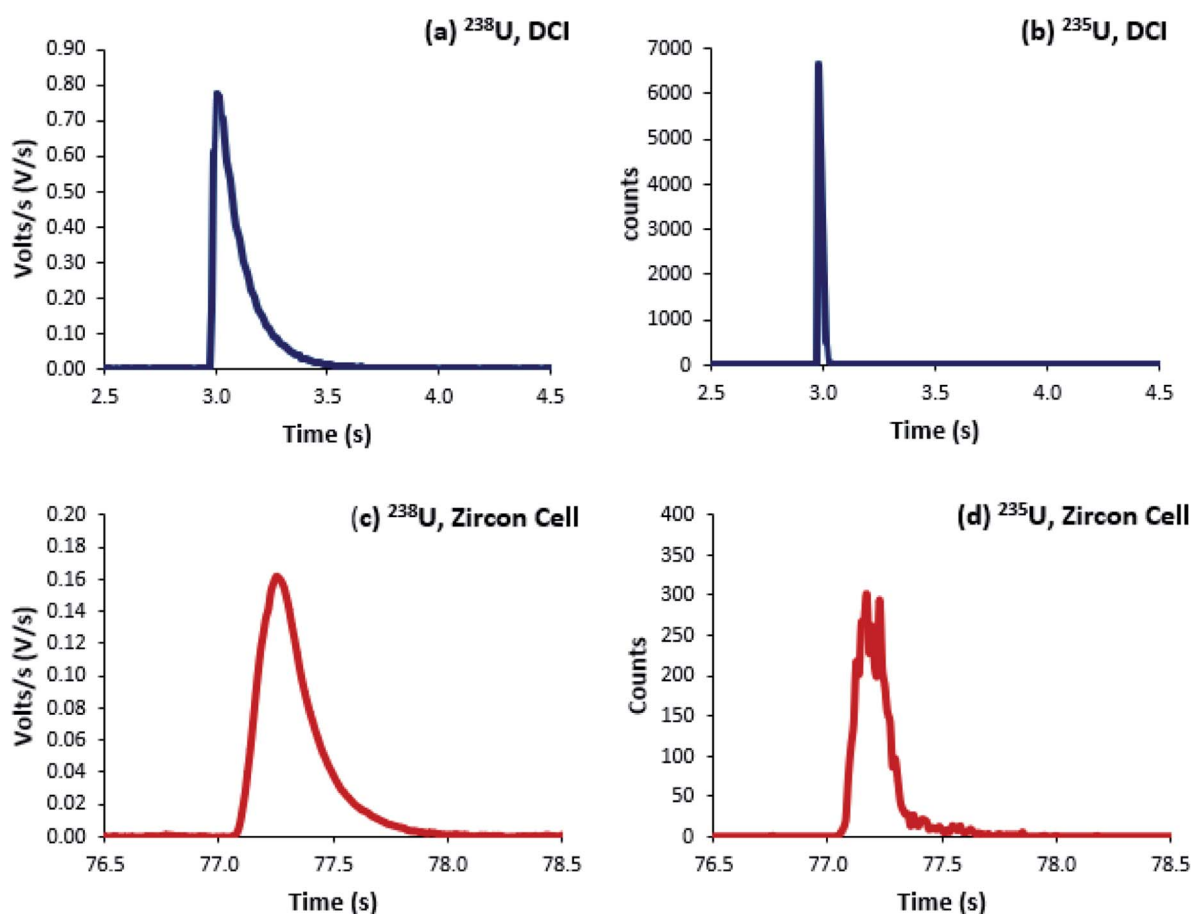 (a) ²³⁸U, DCI
Volts/s (V/s)
0.90
0.80
0.70
0.60
0.50
0.40
0.30
0.20
0.10
0.00
2.5 3.0 3.5 4.0 4.5
Time (s)
(b) ²³⁵U, DCI
counts
7000
6000
5000
4000
3000
2000
1000
0
2.5 3.0 3.5 4.0 4.5
Time (s)
(c) ²³⁸U, Zircon Cell
Volts/s (V/s)
0.20
0.18
0.16
0.14
0.12
0.10
0.08
0.06
0.04
0.02
0.00
76.5 77.0 77.5 78.0 78.5
Time (s)
(d) ²³⁵U, Zircon Cell
Counts
400
350
300
250
200
150
100
50
0
76.5 77.0 77.5 78.0 78.5
Time (s)